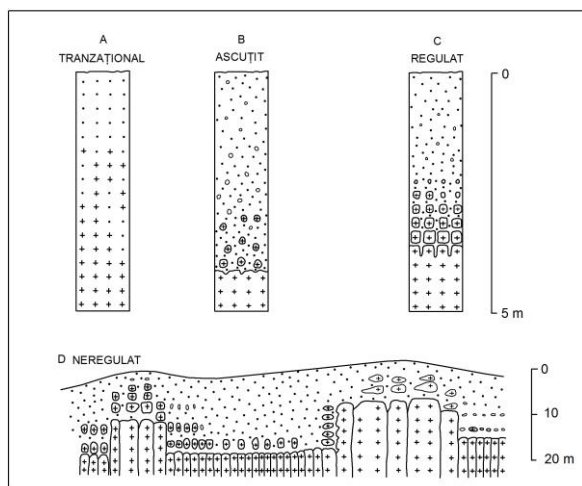 A
TRANZAȚIONAL
B
ASCUȚIT
C
REGULAT
0
5 m
D NEREGULAT
0
10
20 m